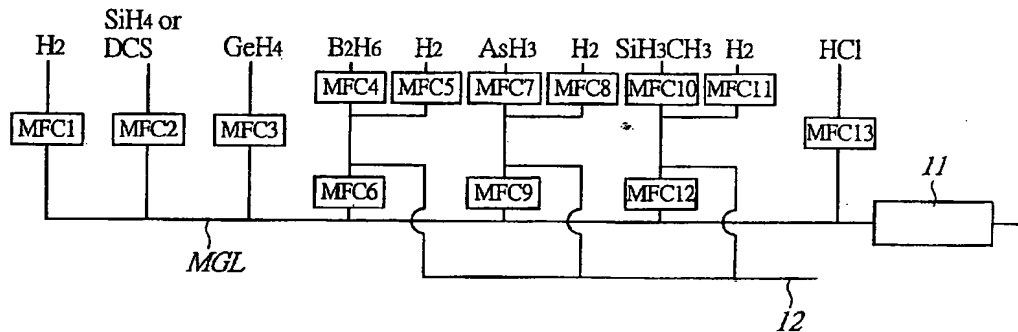 H2
SiH4 or
DCS
GeH4
B2H6
H2
AsH3
H2
SiH3CH3
H2
HCl
MFC4
MFC5
MFC7
MFC8
MFC10
MFC11
MFC1
MFC2
MFC3
MFC13
MFC6
MFC9
MFC12
11
MGL
12